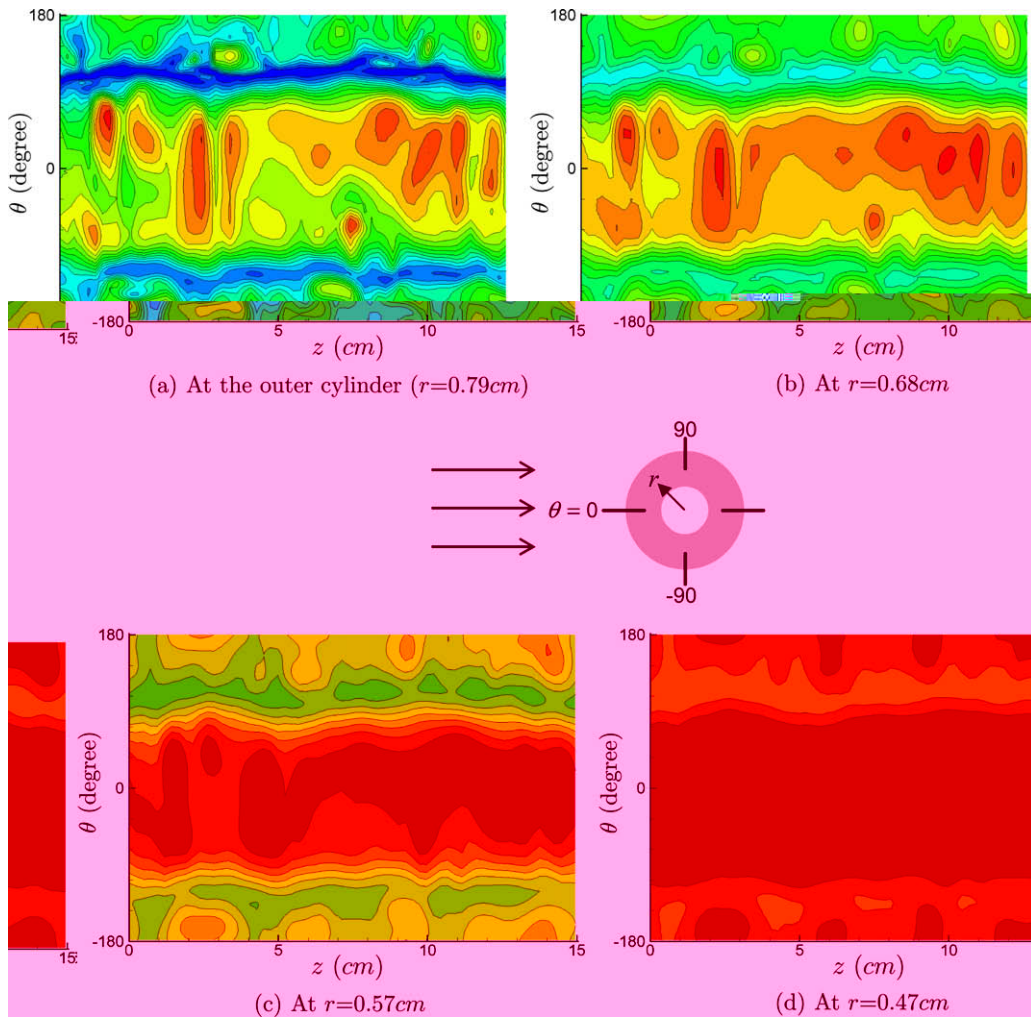 180
180
θ (degree)
0
θ (degree)
0
-180
0
5
10
15
-180
0
5
10
z (cm)
z (cm)
(a) At the outer cylinder (r=0.79cm)
(b) At r=0.68cm
90
r
θ = 0
-90
180
180
θ (degree)
0
θ (degree)
0
-180
0
5
10
15
-180
0
5
10
15
z (cm)
z (cm)
(c) At r=0.57cm
(d) At r=0.47cm